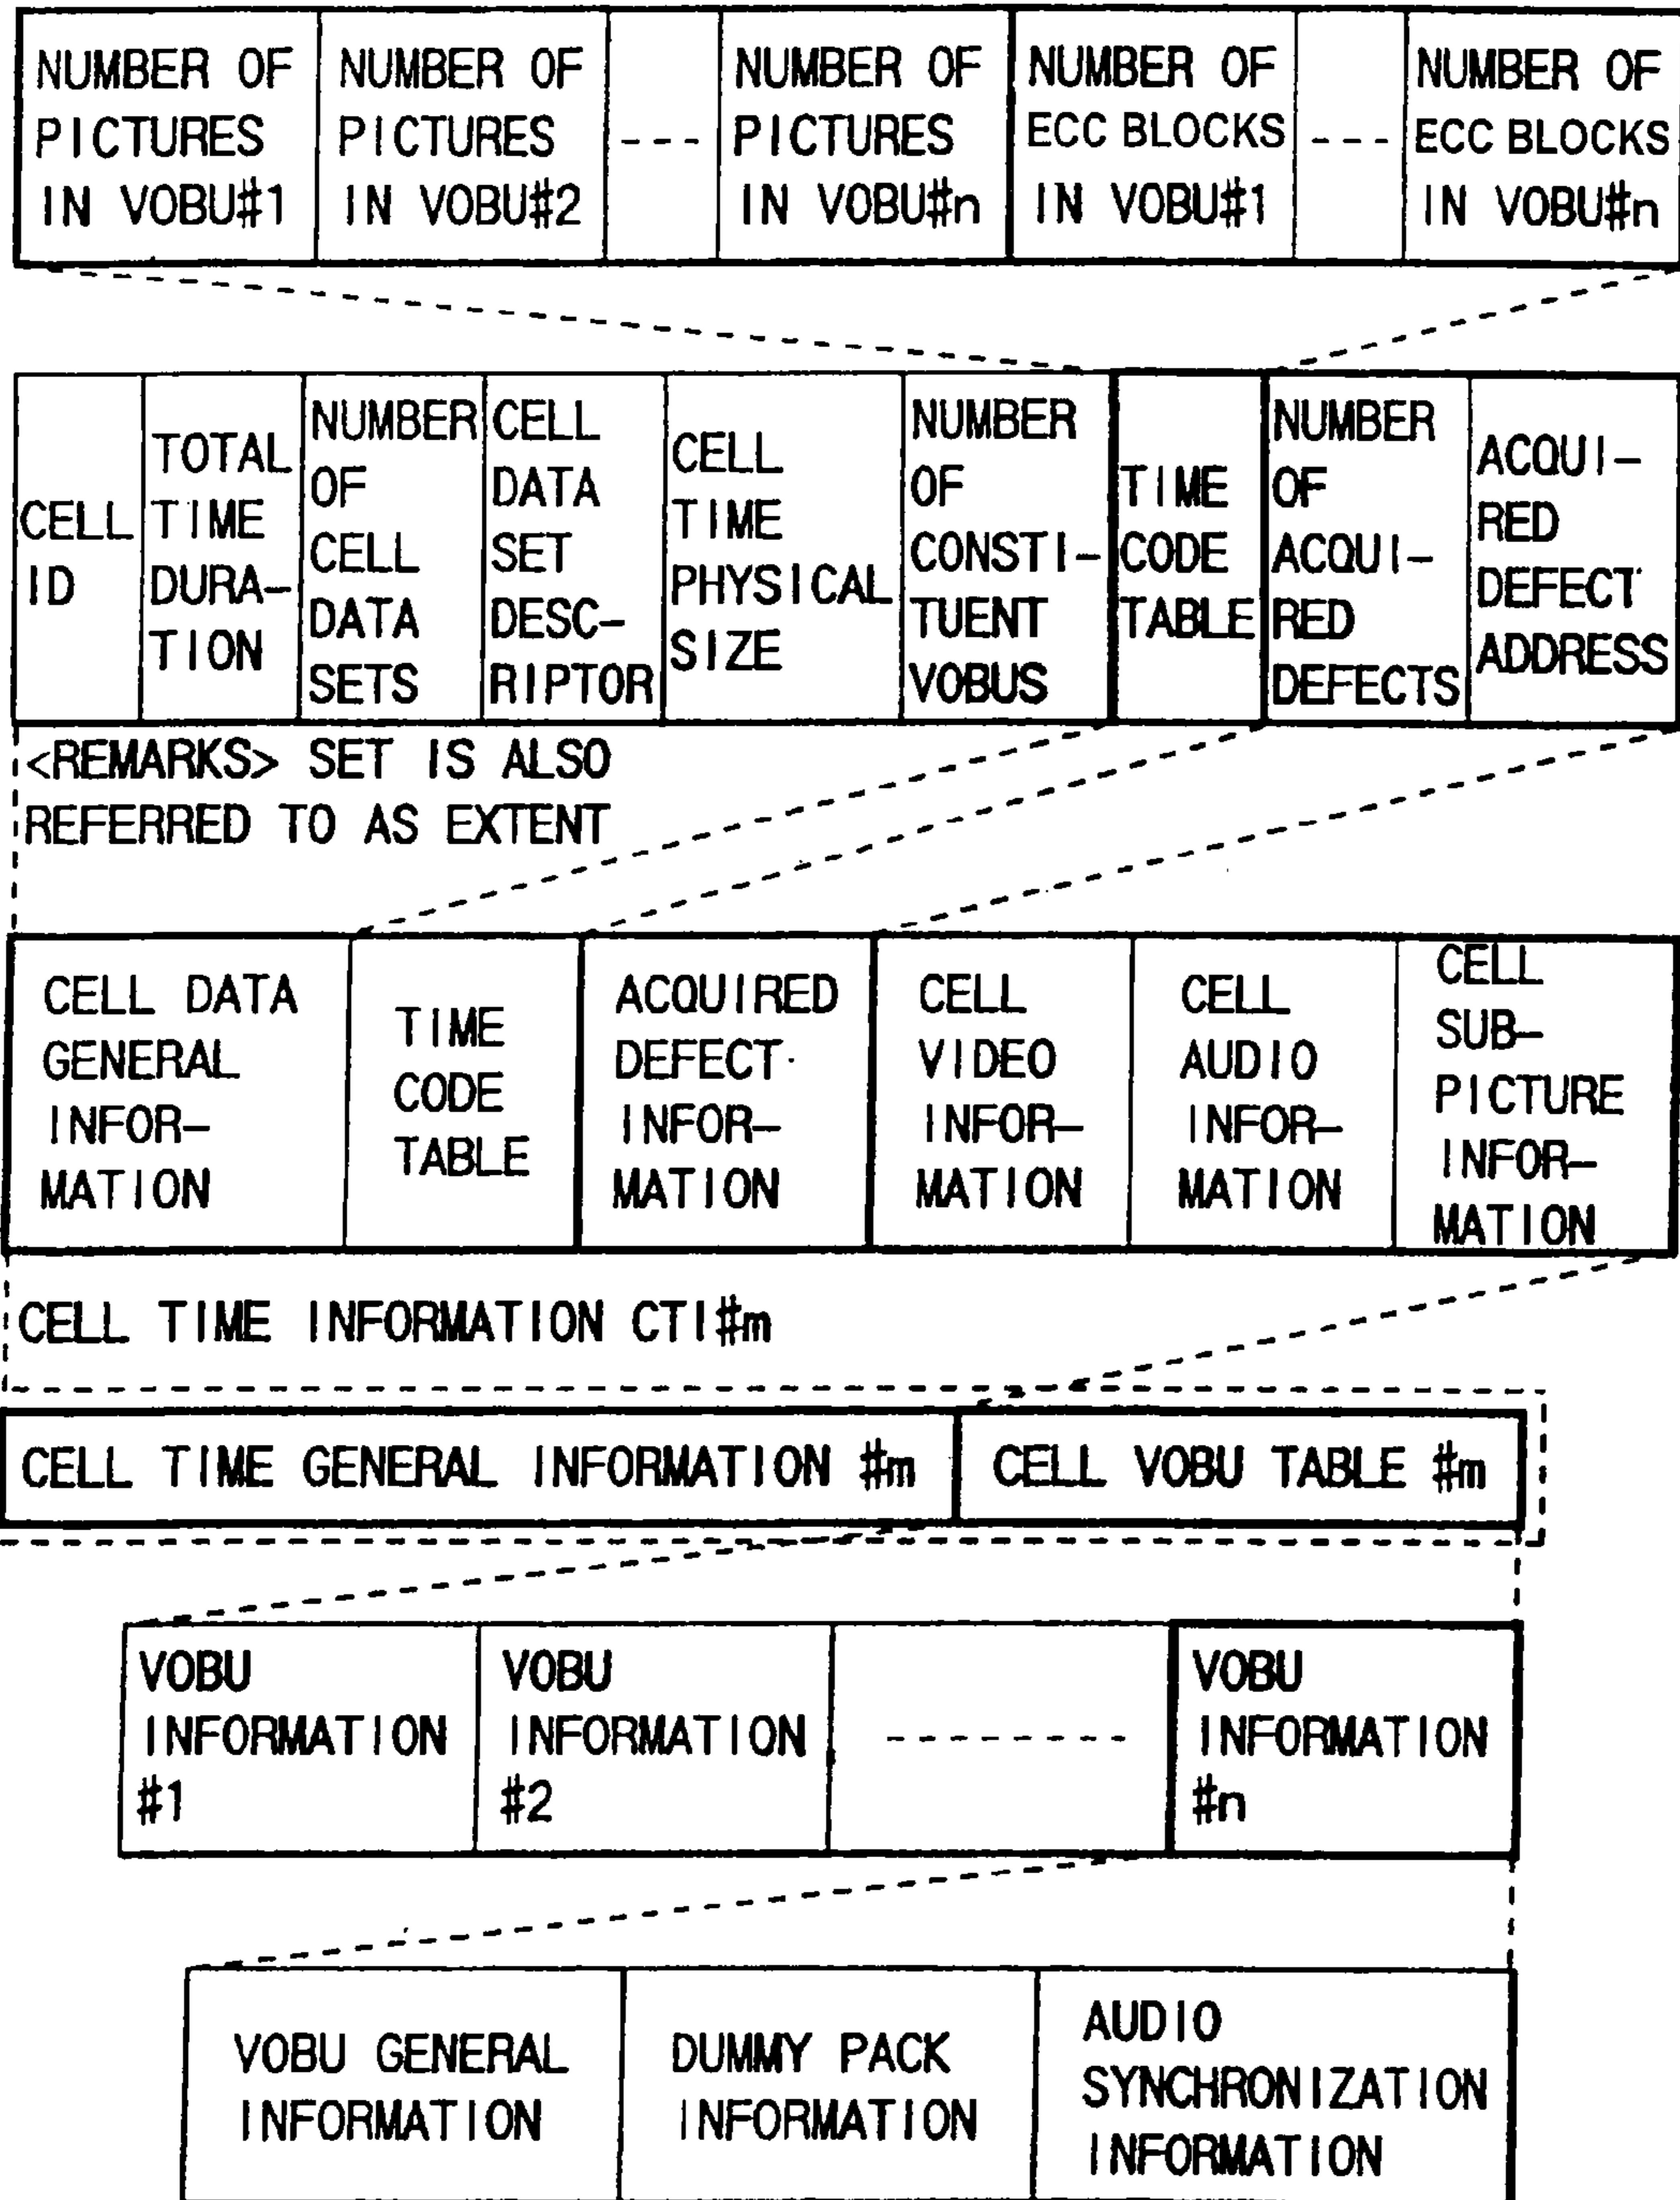 NUMBER OF
PICTURES
IN VOBU#1
NUMBER OF
PICTURES
IN VOBU#2
----
NUMBER OF
PICTURES
IN VOBU#n
NUMBER OF
ECC BLOCKS
IN VOBU#1
---
NUMBER OF
ECC BLOCKS
IN VOBU#n
CELL
ID
TOTAL
TIME
DURA-
TION
NUMBER
OF
CELL
DATA
SETS
CELL
DATA
SET
DESC-
RIPTOR
CELL
TIME
PHYSICAL
SIZE
NUMBER
OF
CONSTI-
TUENT
VOBUS
TIME
CODE
TABLE
NUMBER
OF
ACQUI-
RED
DEFECTS
ACQUI-
RED
DEFECT
ADDRESS
<REMARKS> SET IS ALSO
REFERRED TO AS EXTENT
CELL DATA
GENERAL
INFOR-
MATION
TIME
CODE
TABLE
ACQUIRED
DEFECT
INFOR-
MATION
CELL
VIDEO
INFOR-
MATION
CELL
AUDIO
INFOR-
MATION
CELL
SUB-
PICTURE
INFOR-
MATION
CELL TIME INFORMATION CTI#m
CELL TIME GENERAL INFORMATION #m
CELL VOBU TABLE #m
VOBU
INFORMATION
#1
VOBU
INFORMATION
#2
---------
VOBU
INFORMATION
#n
VOBU GENERAL
INFORMATION
DUMMY PACK
INFORMATION
AUDIO
SYNCHRONIZATION
INFORMATION